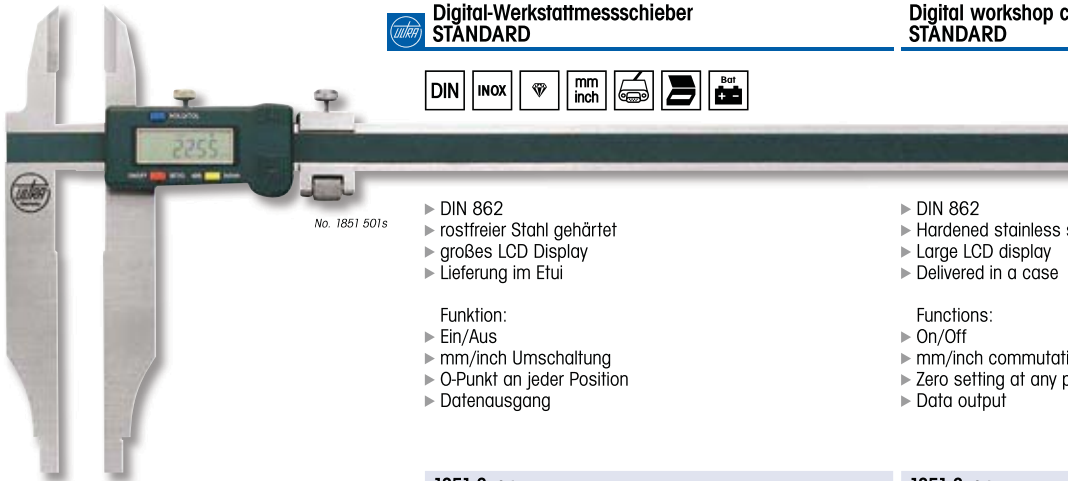 Digital-Werkstattmessschieber
STANDARD
ULTRA
DIN
INOX
mm
inch
Bat
2255
ULTRA
No. 1851 501s
DIN 862
rostfreier Stahl gehärtet
großes LCD Display
Lieferung im Etui
Funktion:
Ein/Aus
mm/inch Umschaltung
0-Punkt an jeder Position
Datenausgang
Digital workshop c
STANDARD
DIN 862
Hardened stainless s
Large LCD display
Delivered in a case
Functions:
On/Off
mm/inch commutati
Zero setting at any p
Data output